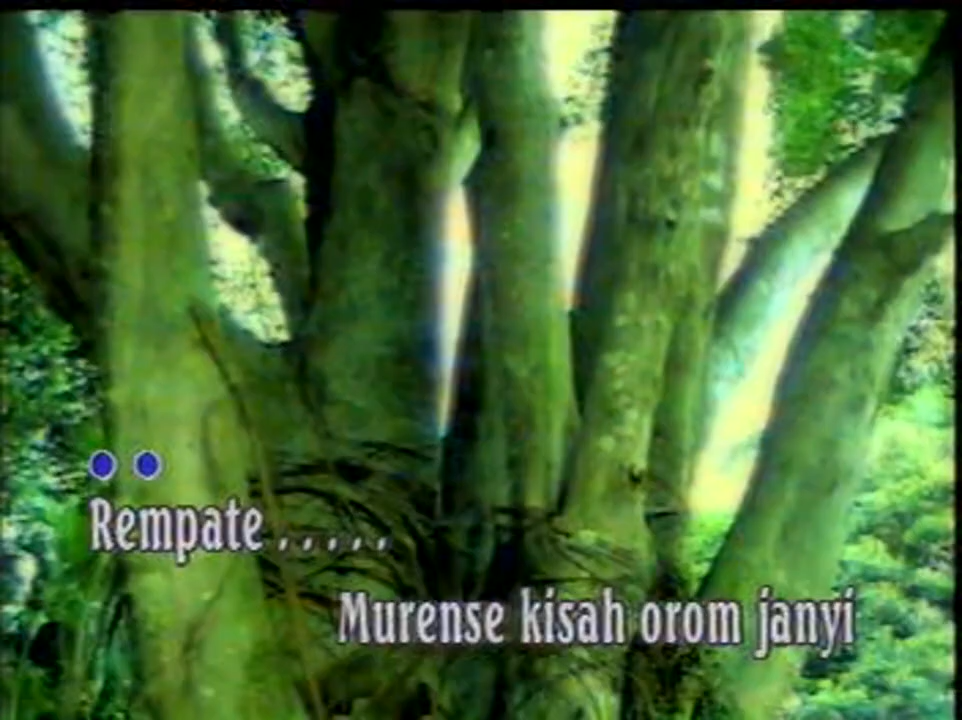 Rempate .....
Murense kisah orom janyi